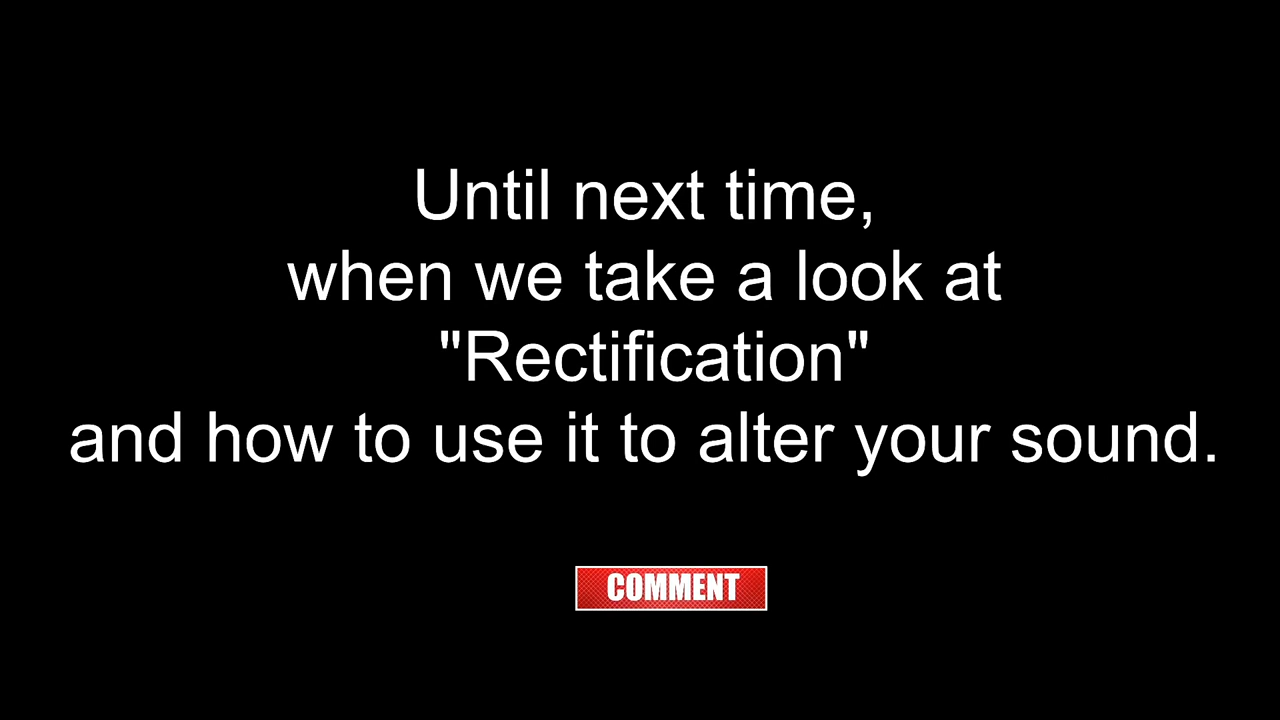 Until next time,
when we take a look at
"Rectification"
and how to use it to alter your sound.
COMMENT